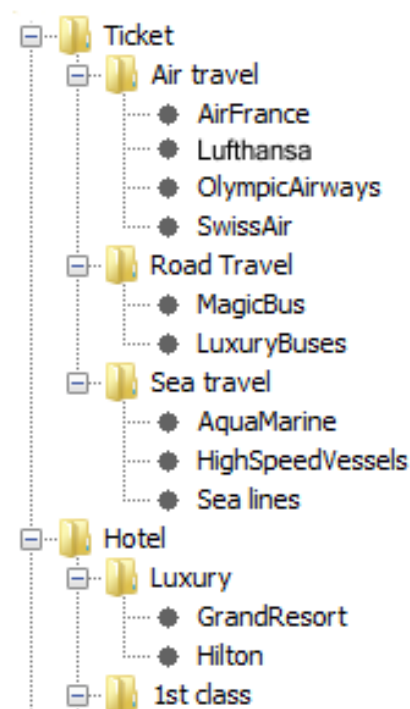 Ticket
Air travel
AirFrance
Lufthansa
OlympicAirways
SwissAir
Road Travel
MagicBus
LuxuryBuses
Sea travel
AquaMarine
HighSpeedVessels
Sea lines
Hotel
Luxury
GrandResort
Hilton
1st class